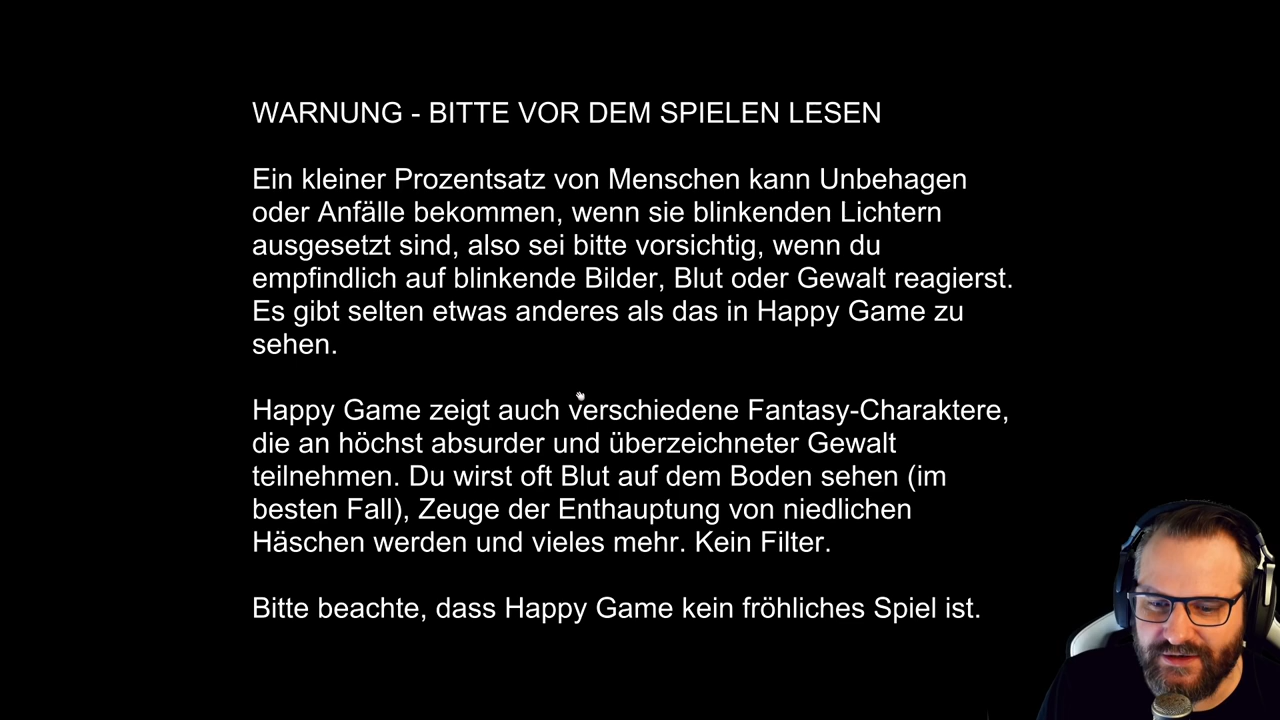 WARNUNG - BITTE VOR DEM SPIELEN LESEN
Ein kleiner Prozentsatz von Menschen kann Unbehagen
oder Anfälle bekommen, wenn sie blinkenden Lichtern
ausgesetzt sind, also sei bitte vorsichtig, wenn du
empfindlich auf blinkende Bilder, Blut oder Gewalt reagierst.
Es gibt selten etwas anderes als das in Happy Game zu
sehen.
Happy Game zeigt auch verschiedene Fantasy-Charaktere,
die an höchst absurder und überzeichneter Gewalt
teilnehmen. Du wirst oft Blut auf dem Boden sehen (im
besten Fall), Zeuge der Enthauptung von niedlichen
Häschen werden und vieles mehr. Kein Filter.
Bitte beachte, dass Happy Game kein fröhliches Spiel ist.